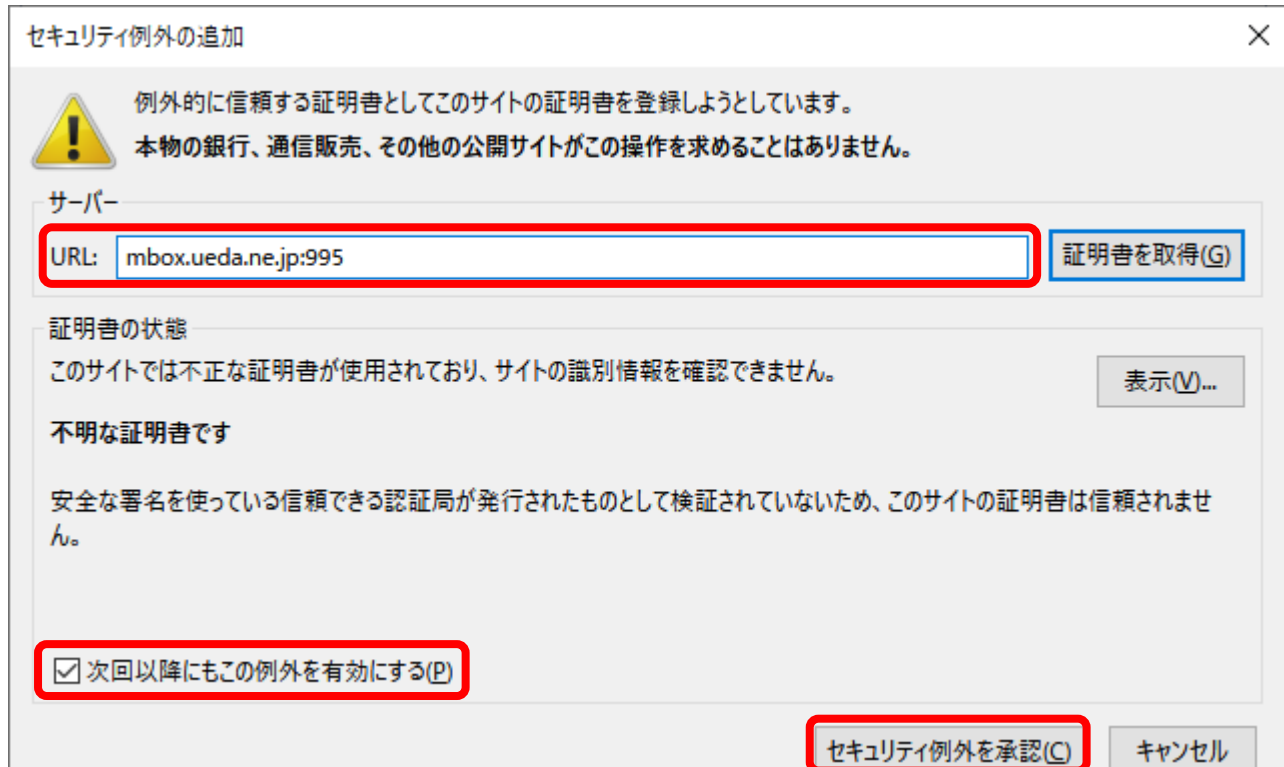 セキュリティ例外の追加
例外的に信頼する証明書としてこのサイトの証明書を登録しようとしています。
本物の銀行、通信販売、その他の公開サイトがこの操作を求めることはありません。
サーバー
URL: mbox.ueda.ne.jp:995 証明書を取得(G)
証明書の状態
このサイトでは不正な証明書が使用されており、サイトの識別情報を確認できません。
表示(V)...
不明な証明書です
安全な署名を使っている信頼できる認証局が発行されたものとして検証されていないため、このサイトの証明書は信頼されませ
ん。
次回以降にもこの例外を有効にする(P)
セキュリティ例外を承認(C) キャンセル